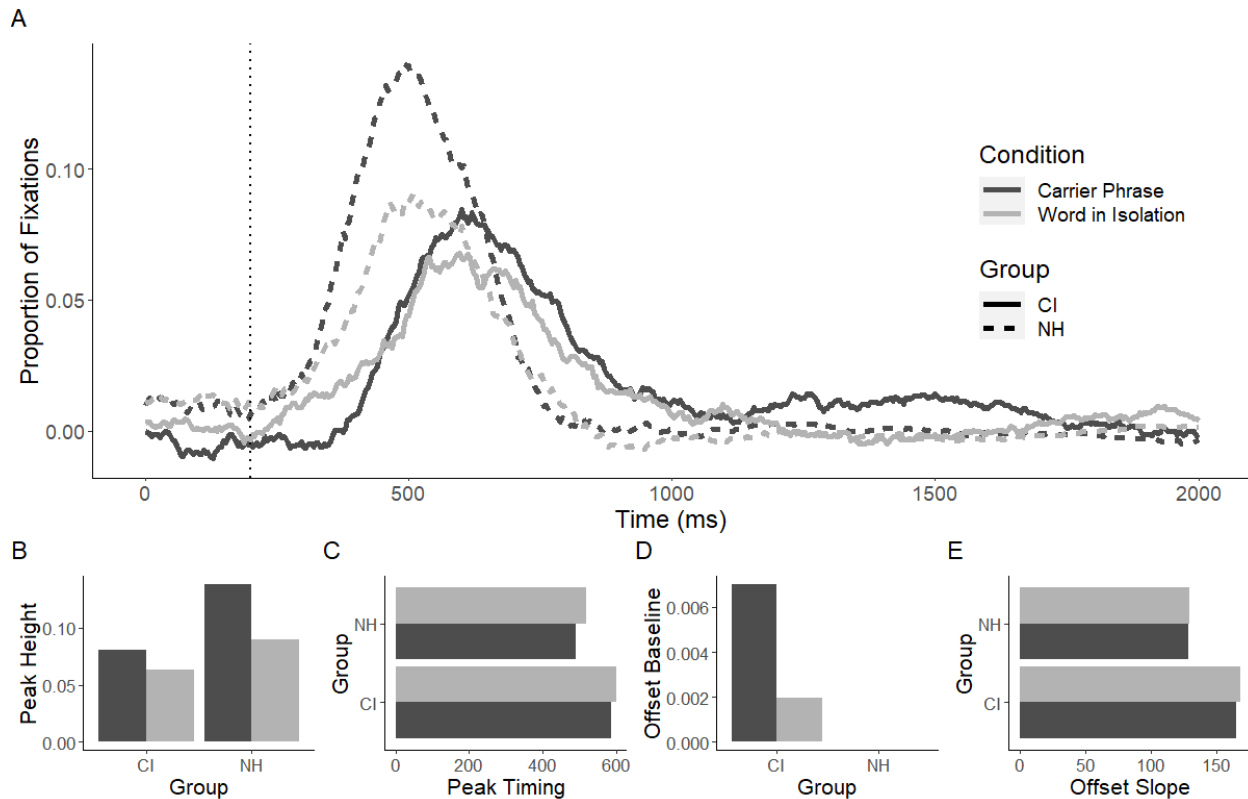 A
Proportion of Fixations
0.10
0.05
0.00
0
500
1000
1500
2000
Time (ms)
Condition
Carrier Phrase
Word in Isolation
Group
CI
NH
B
Peak Height
0.10
0.05
0.00
CI
NH
Group
C
Group
NH
CI
0
200
400
600
Peak Timing
D
Offset Baseline
0.006
0.004
0.002
0.000
CI
NH
Group
E
Group
NH
CI
0
50
100
150
Offset Slope